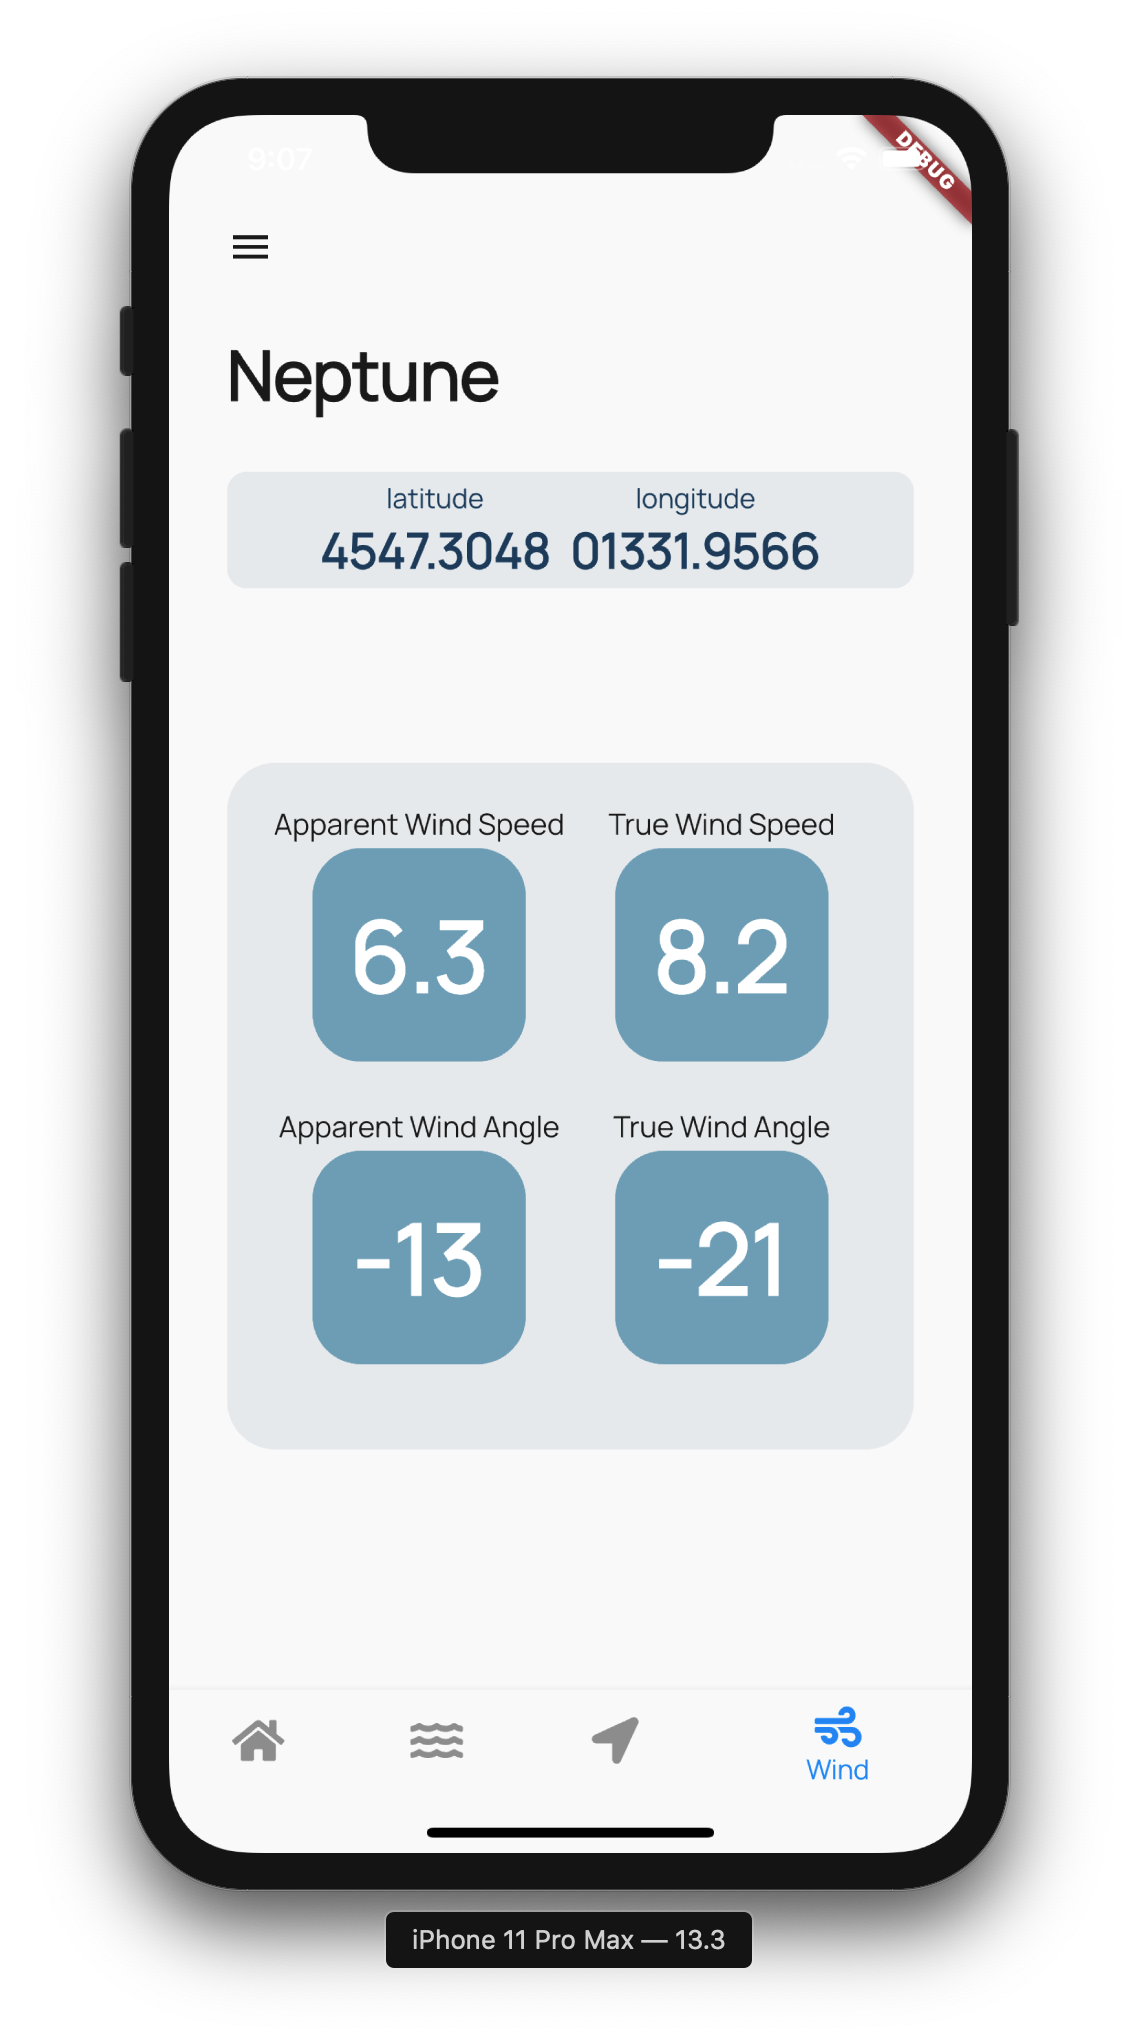 9:07
DEBUG
Neptune
latitude longitude
4547.3048 01331.9566
Apparent Wind Speed True Wind Speed
6.3 8.2
Apparent Wind Angle True Wind Angle
-13 -21
Wind
iPhone 11 Pro Max — 13.3